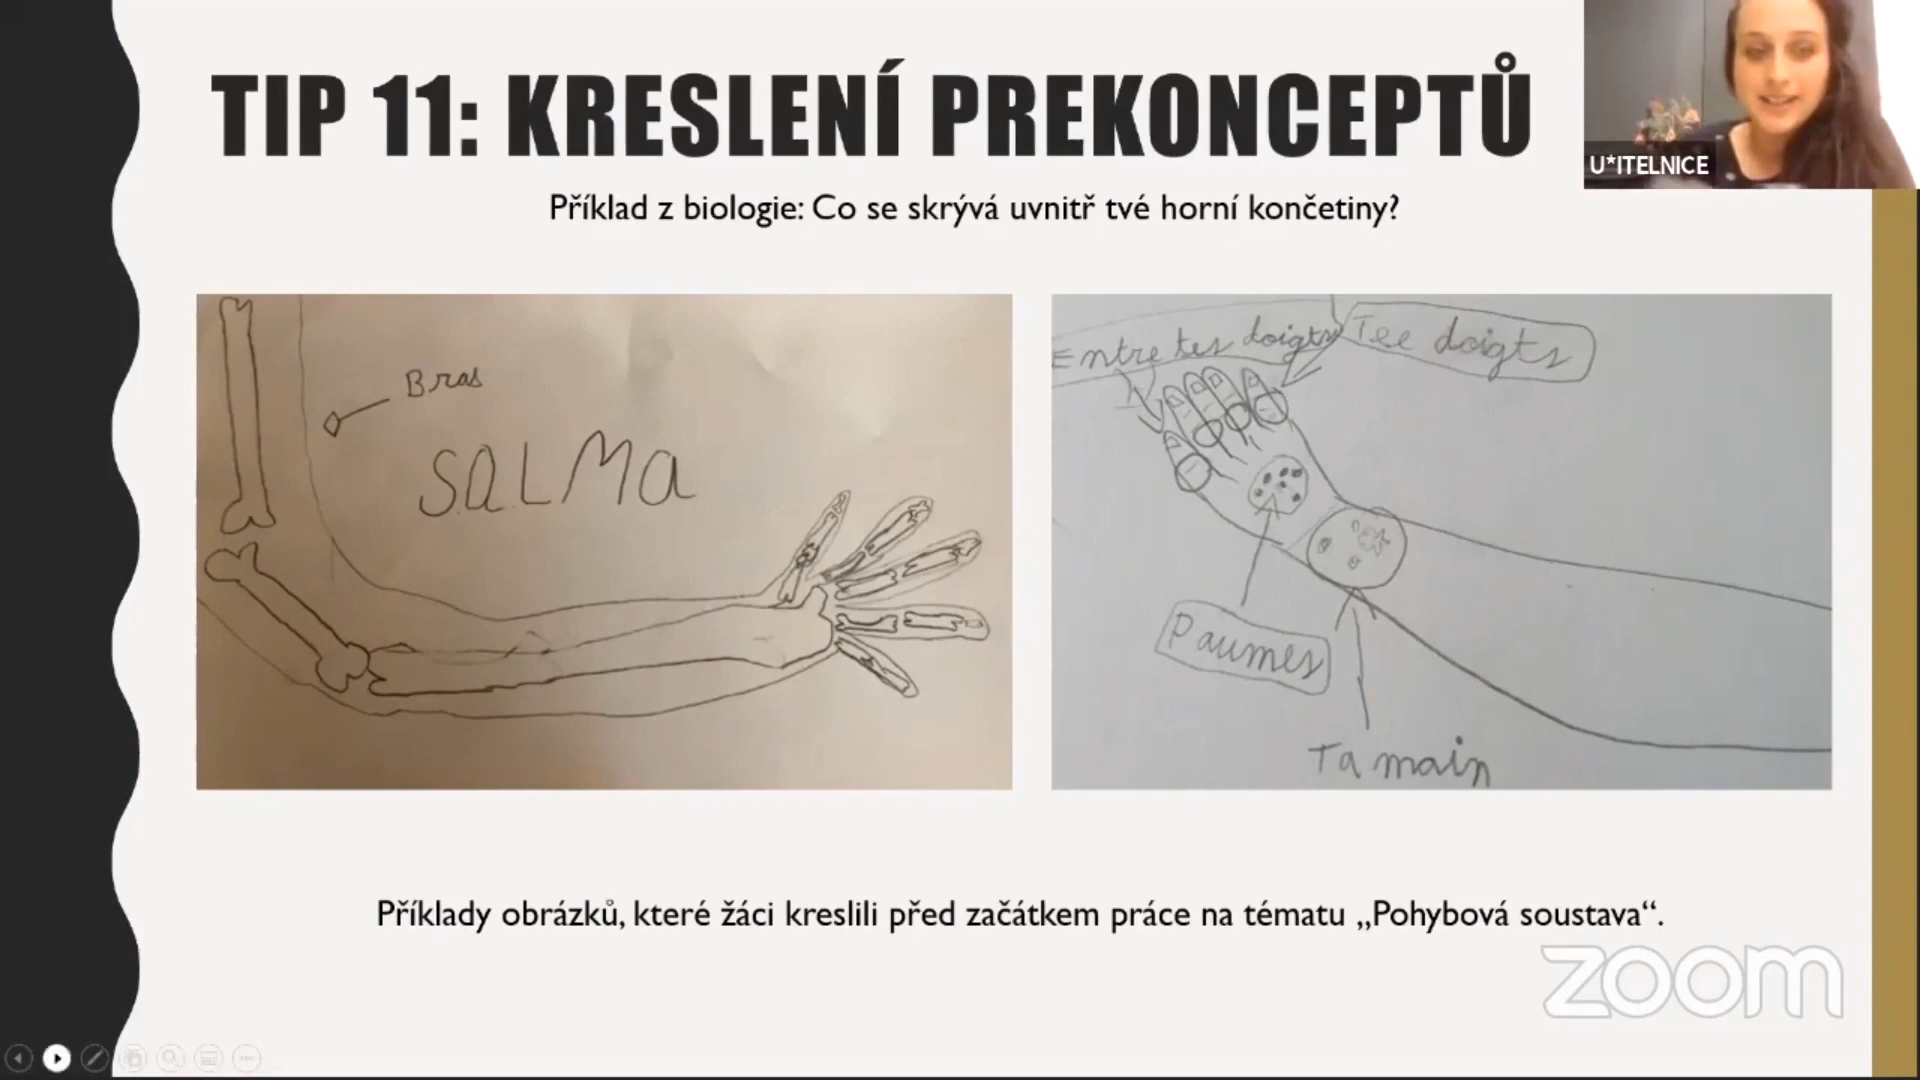 TIP 11: KRESLENÍ PREKONCEPTŮ
U*ITELNICE
Příklad z biologie: Co se skrývá uvnitř tvé horní končetiny?
Bras
SALMA
Entre tes doigts
Tee doigts
Paumes
Ta main
Příklady obrázků, které žáci kreslili před začátkem práce na tématu „Pohybová soustava“.
zoom